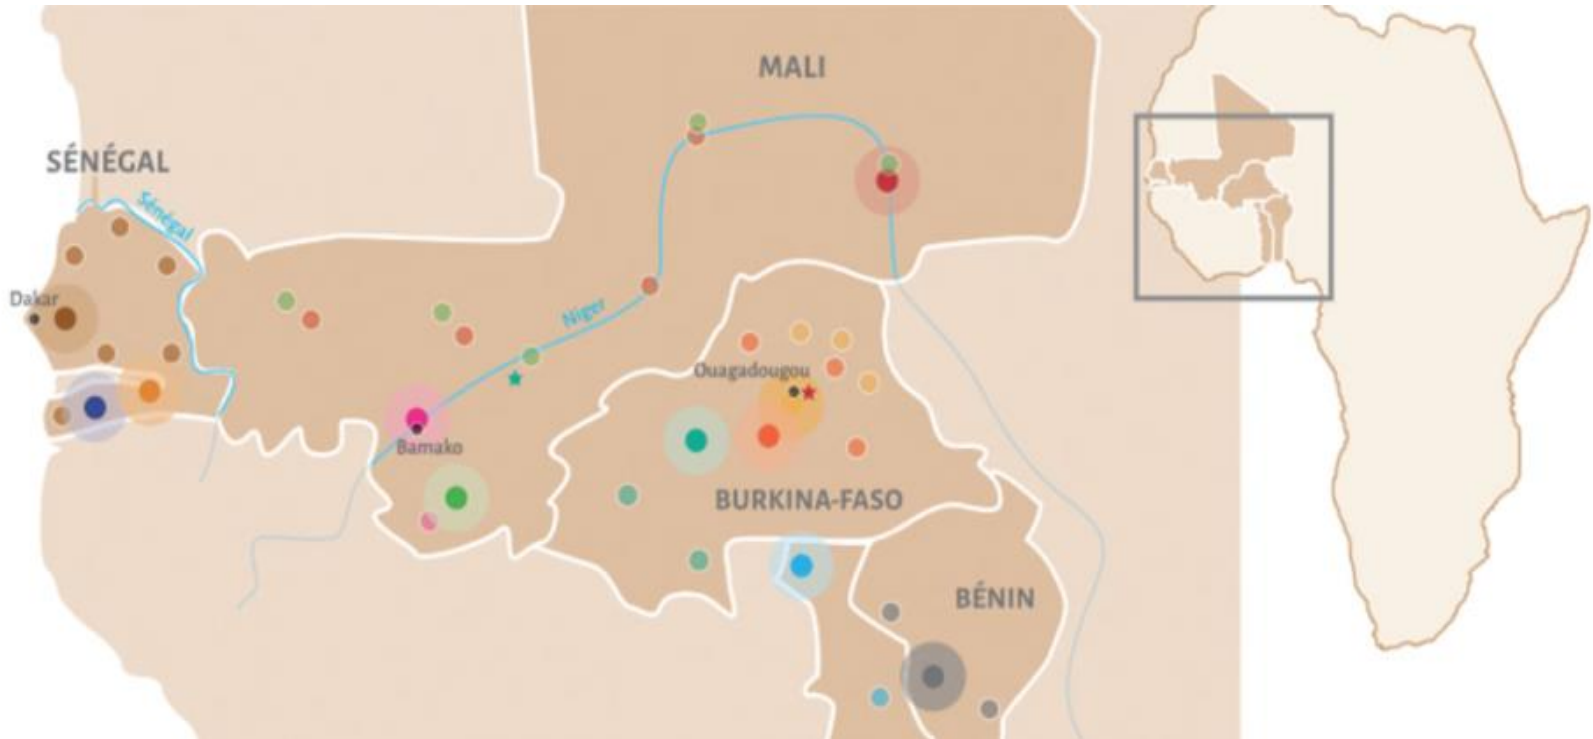 MALI
SÉNÉGAL
Sénégal
Dakar
Niger
Ouagadougou
Bamako
BURKINA-FASO
BÉNIN